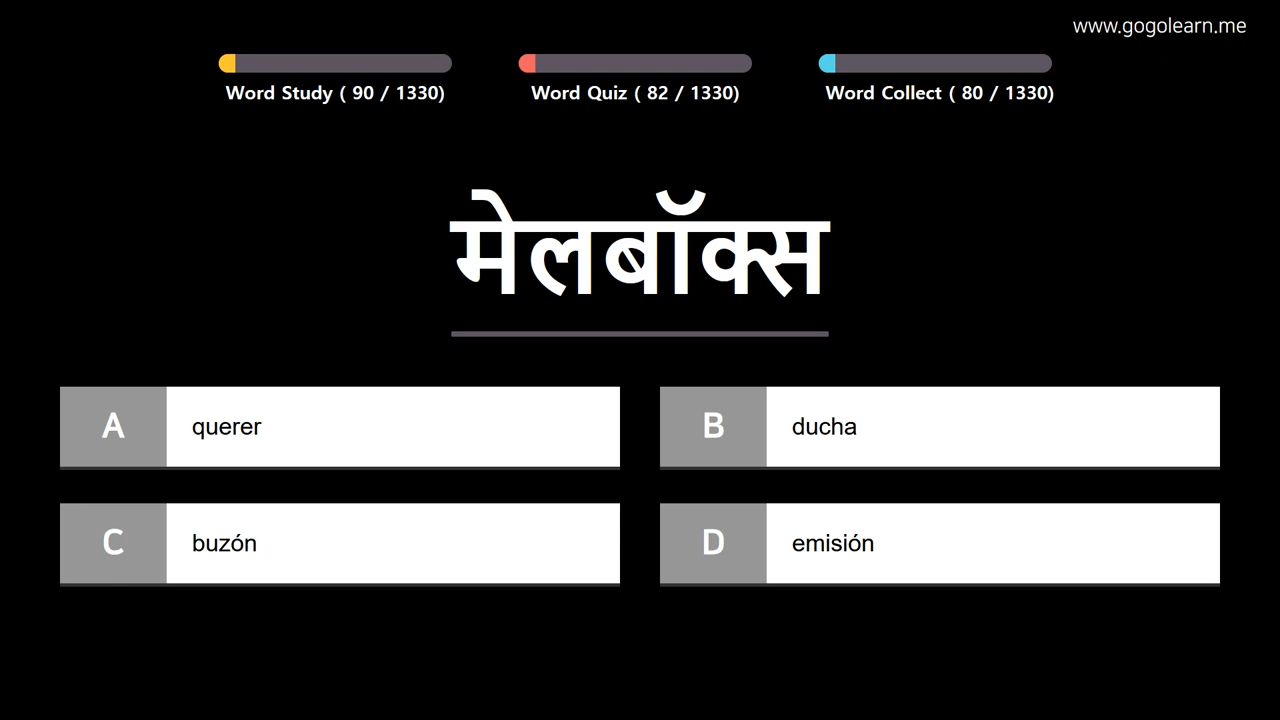 www.gogolearn.me
Word Study ( 90 / 1330)
Word Quiz ( 82 / 1330)
Word Collect ( 80 / 1330)
मेलबॉक्स
A querer
B ducha
C buzón
D emisión